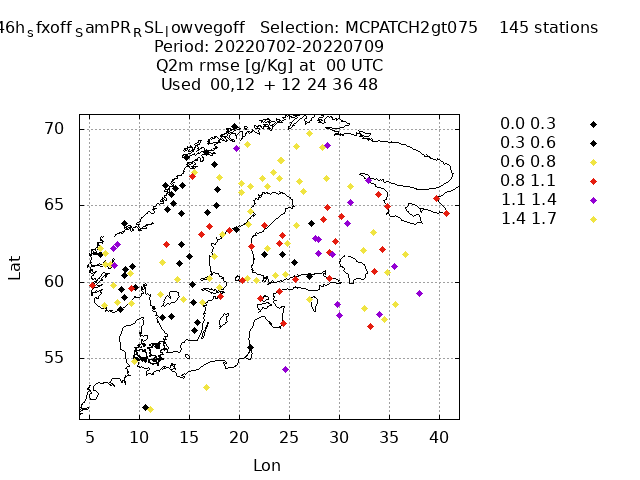 46h_sfxoff_SamPR_RSL_lowvegoff Selection: MCPATCH2gt075 145 stations
Period: 20220702-20220709
Q2m rmse [g/Kg] at 00 UTC
Used 00,12 + 12 24 36 48
0.0 0.3
0.3 0.6
0.6 0.8
0.8 1.1
1.1 1.4
1.4 1.7
70
65
60
55
Lat
5 10 15 20 25 30 35 40
Lon